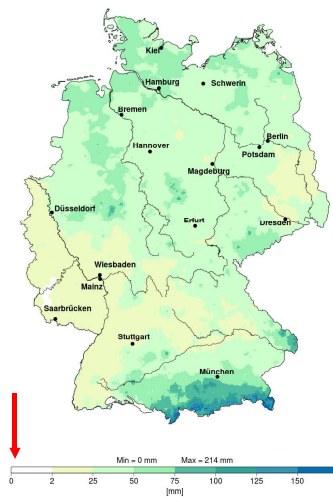 Kiel
Hamburg
Schwerin
Bremen
Berlin
Hannover
Potsdam
Magdeburg
Düsseldorf
Erfurt
Dresden
Wiesbaden
Mainz
Saarbrücken
Stuttgart
München
Min = 0 mm Max = 214 mm
0 2 25 50 75 100 125 150
[mm]